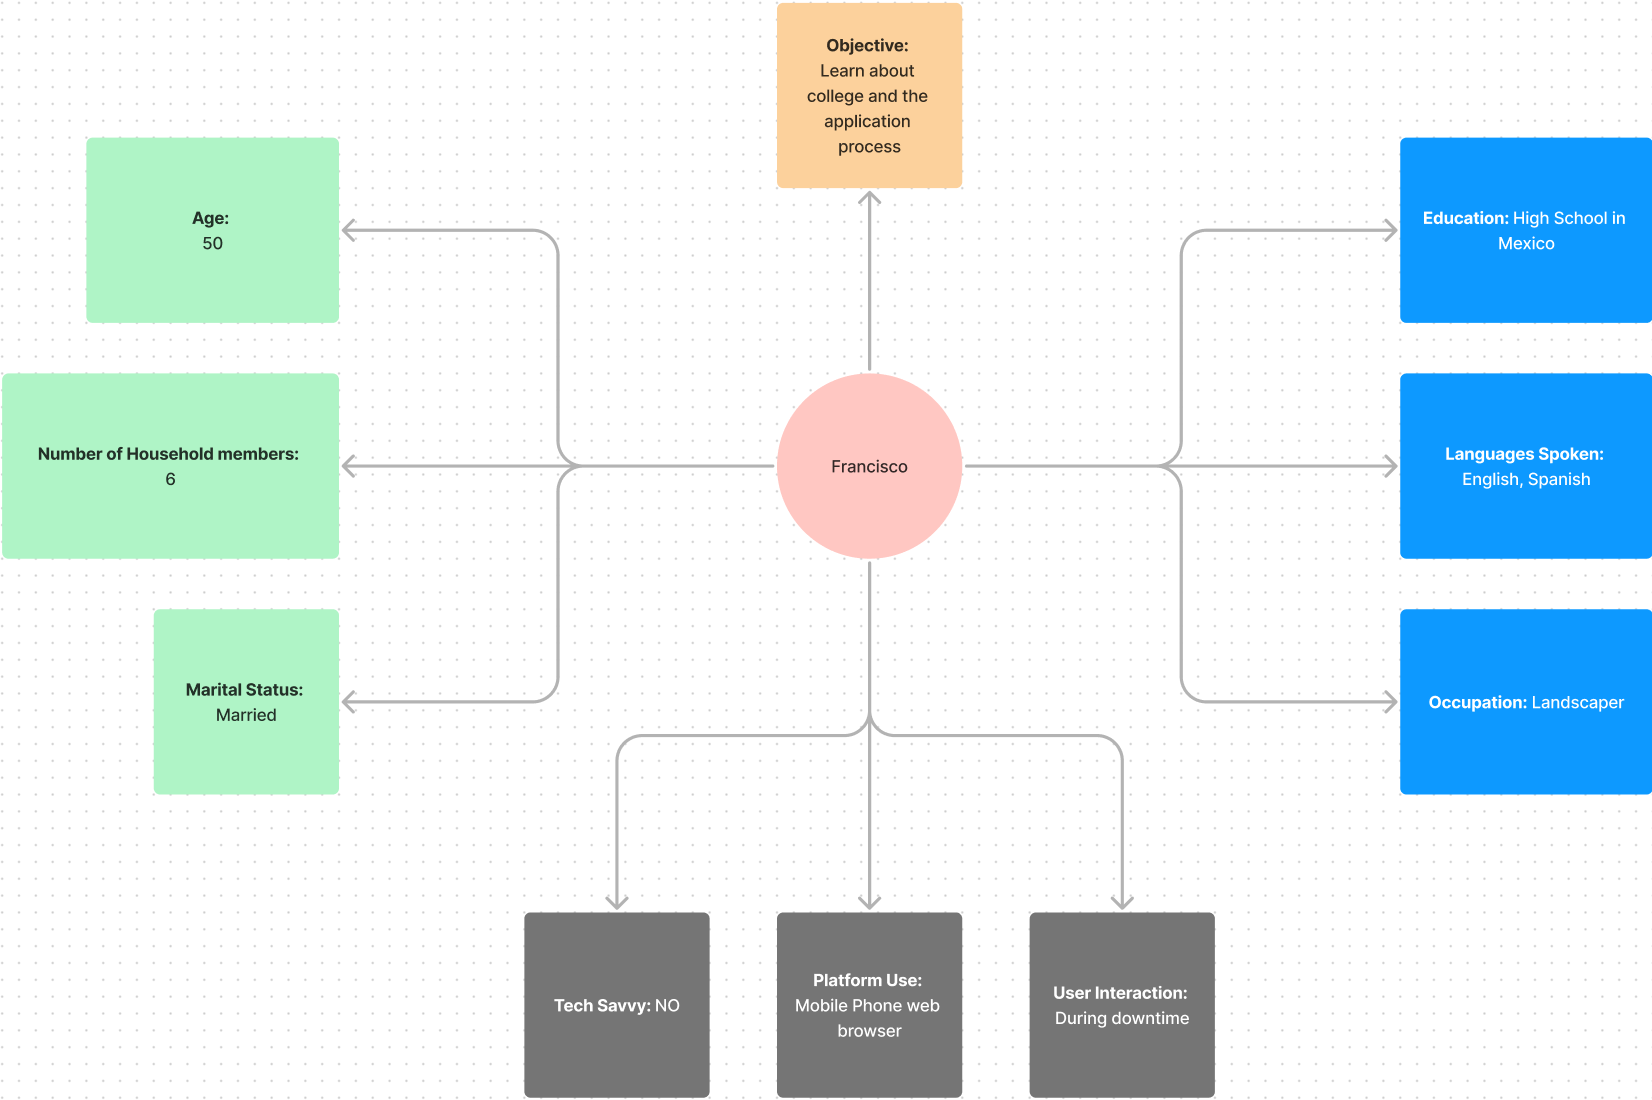 Objective:
Learn about
college and the
application
process
Age:
50
Education: High School in
Mexico
Number of Household members:
6
Francisco
Languages Spoken:
English, Spanish
Marital Status:
Married
Occupation: Landscaper
Tech Savvy: NO
Platform Use:
Mobile Phone web
browser
User Interaction:
During downtime